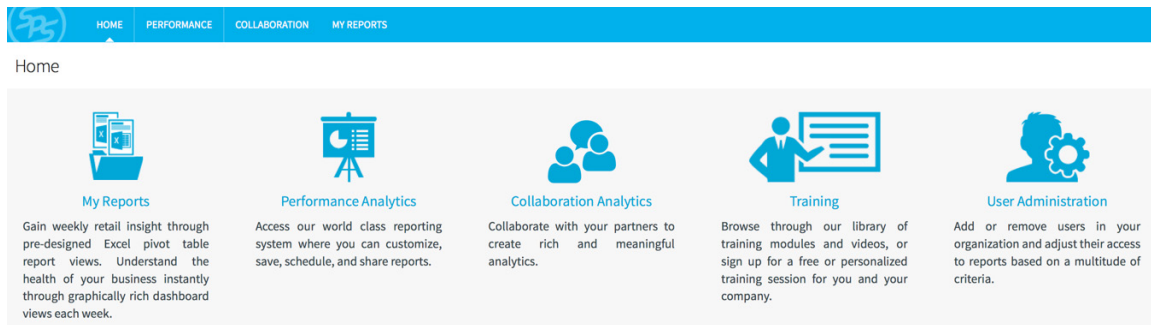 SPS
HOME PERFORMANCE COLLABORATION MY REPORTS
Home
My Reports
Gain weekly retail insight through
pre-designed Excel pivot table
report views. Understand the
health of your business instantly
through graphically rich dashboard
views each week.
Performance Analytics
Access our world class reporting
system where you can customize,
save, schedule, and share reports.
Collaboration Analytics
Collaborate with your partners to
create rich and meaningful
analytics.
Training
Browse through our library of
training modules and videos, or
sign up for a free or personalized
training session for you and your
company.
User Administration
Add or remove users in your
organization and adjust their access
to reports based on a multitude of
criteria.